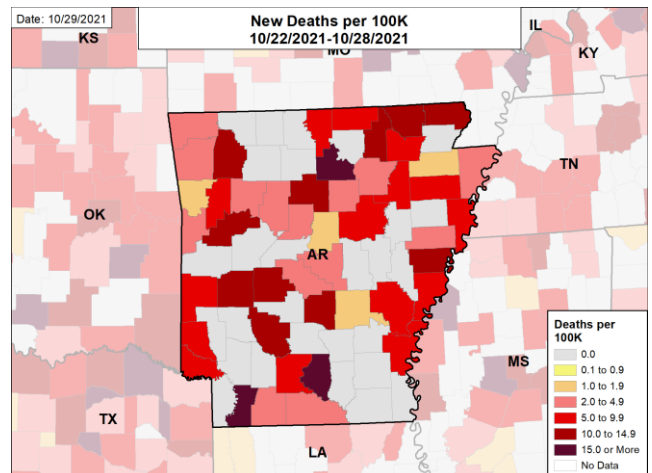 Date: 10/29/2021
New Deaths per 100K
10/22/2021-10/28/2021
KS
MO
IL
KY
TN
OK
AR
MS
TX
LA
Deaths per
100K
0.0
0.1 to 0.9
1.0 to 1.9
2.0 to 4.9
5.0 to 9.9
10.0 to 14.9
15.0 or More
No Data